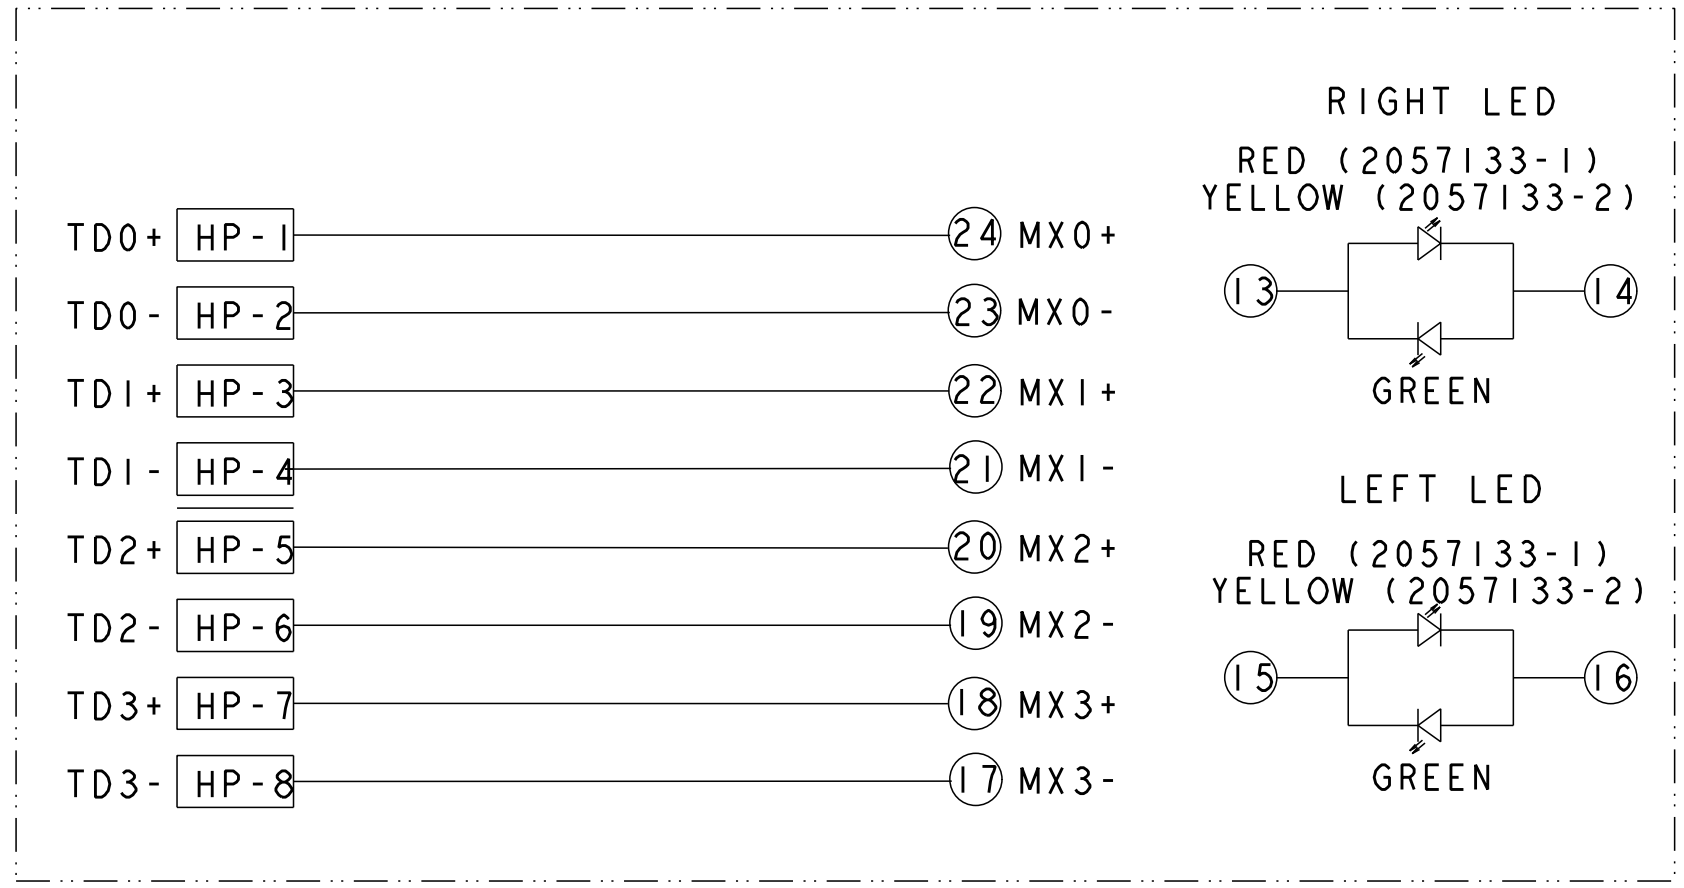 RIGHT LED
RED (2057133-1)
YELLOW (2057133-2)
13 14
GREEN
LEFT LED
RED (2057133-1)
YELLOW (2057133-2)
15 16
GREEN
TD0+ HP-1 24 MX0+
TD0- HP-2 23 MX0-
TD1+ HP-3 22 MX1+
TD1- HP-4 21 MX1-
TD2+ HP-5 20 MX2+
TD2- HP-6 19 MX2-
TD3+ HP-7 18 MX3+
TD3- HP-8 17 MX3-